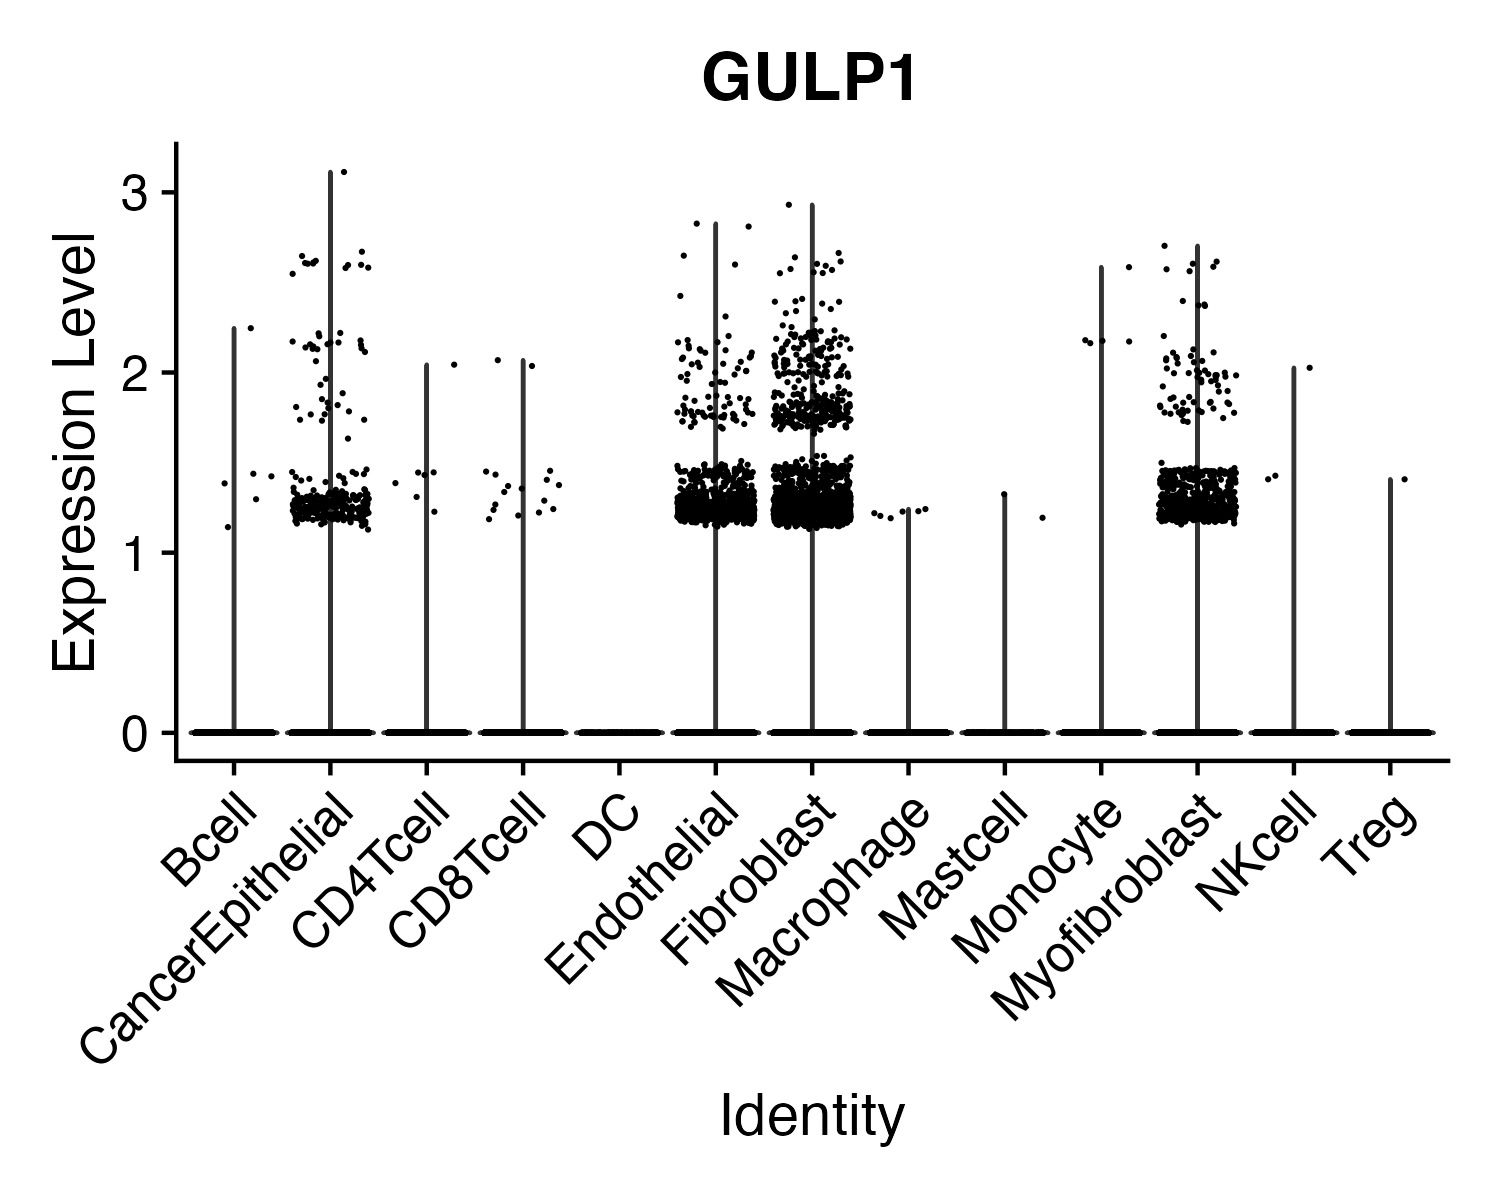 GULP1
Expression Level
3
2
1
0
Bcell
CancerEpithelial
CD4Tcell
CD8Tcell
DC
Endothelial
Fibroblast
Macrophage
Mastcell
Monocyte
Myofibroblast
NKcell
Treg
Identity